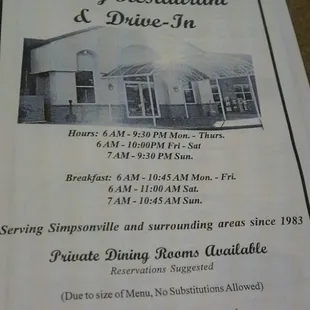 Restaurant
& Drive-In
Hours: 6 AM - 9:30 PM Mon. - Thurs.
6 AM - 10:00PM Fri - Sat
7 AM - 9:30 PM Sun.
Breakfast: 6 AM - 10:45 AM Mon. - Fri.
6 AM - 11:00 AM Sat.
7 AM - 10:45 AM Sun.
Serving Simpsonville and surrounding areas since 1983
Private Dining Rooms Available
Reservations Suggested
(Due to size of Menu, No Substitutions Allowed)